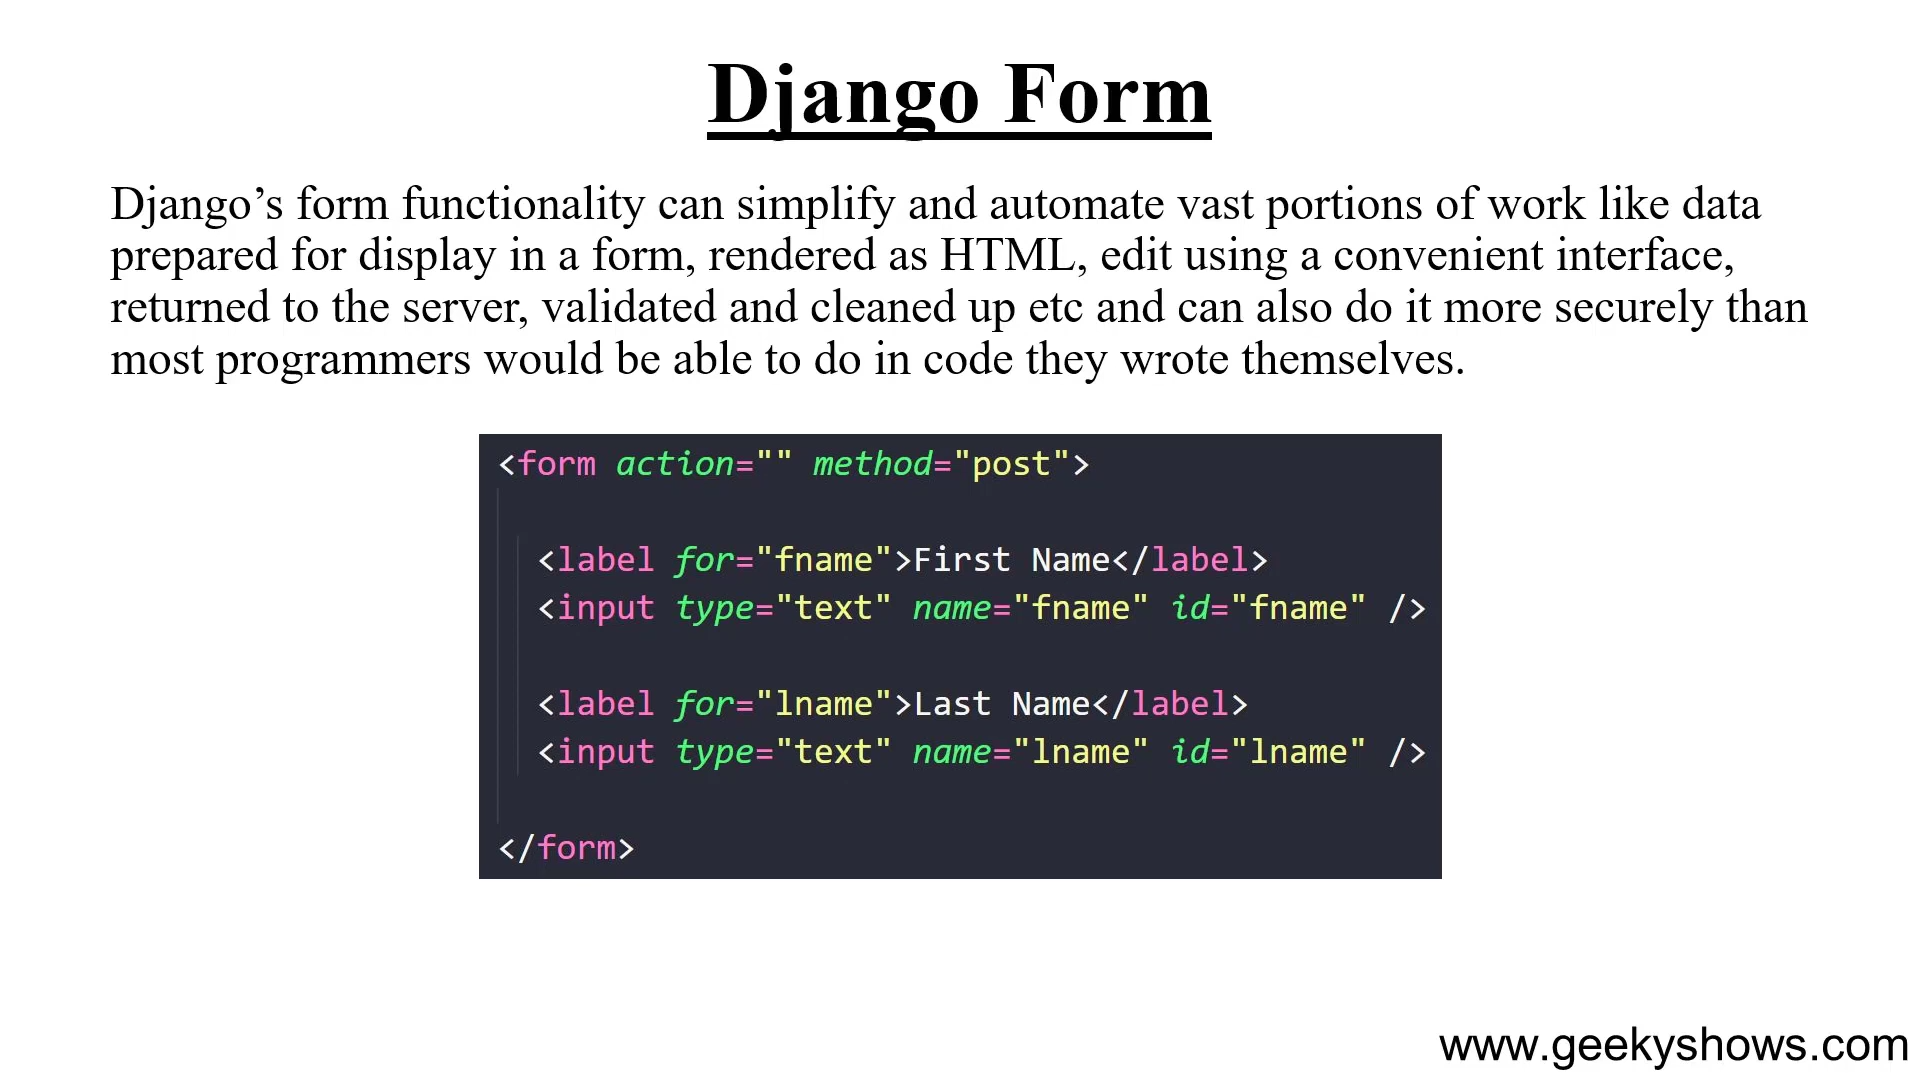 Django Form
Django’s form functionality can simplify and automate vast portions of work like data
prepared for display in a form, rendered as HTML, edit using a convenient interface,
returned to the server, validated and cleaned up etc and can also do it more securely than
most programmers would be able to do in code they wrote themselves.
<form action="" method="post">
<label for="fname">First Name</label>
<input type="text" name="fname" id="fname" />
<label for="lname">Last Name</label>
<input type="text" name="lname" id="lname" />
</form>
www.geekyshows.com